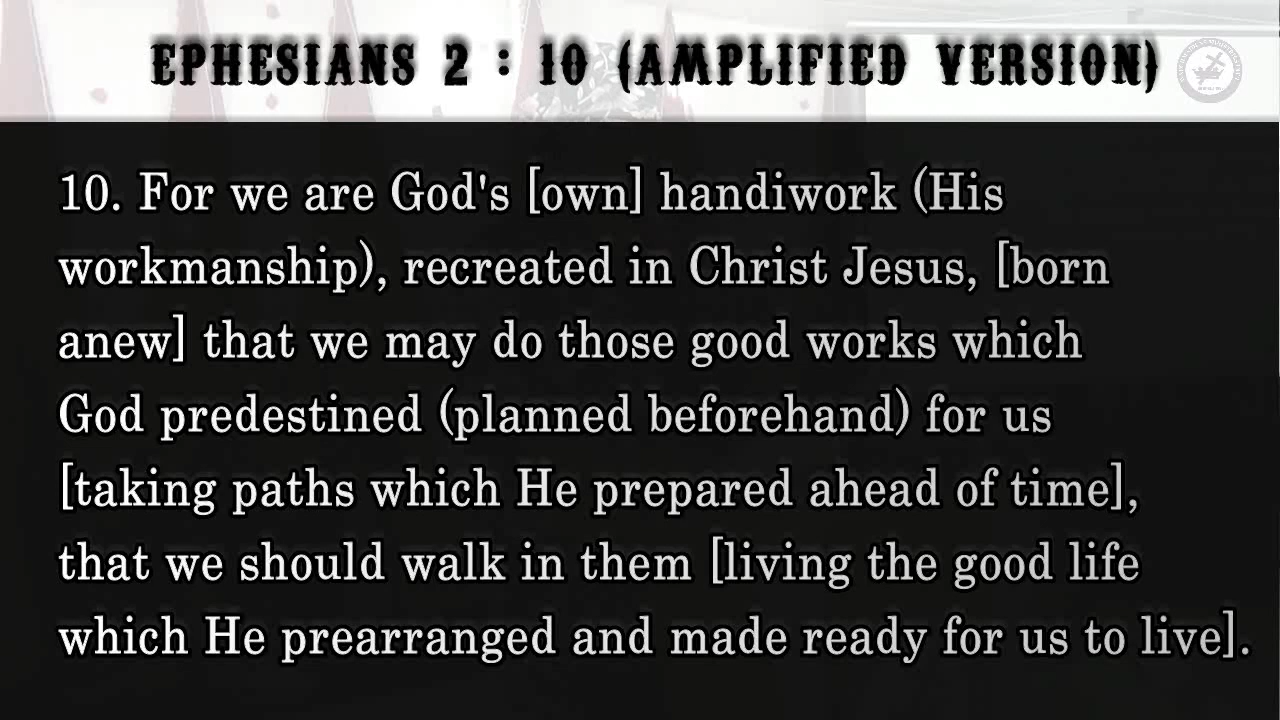 EPHESIANS 2 : 10 (AMPLIFIED VERSION)
10. For we are God's [own] handiwork (His
workmanship), recreated in Christ Jesus, [born
anew] that we may do those good works which
God predestined (planned beforehand) for us
[taking paths which He prepared ahead of time],
that we should walk in them [living the good life
which He prearranged and made ready for us to live].